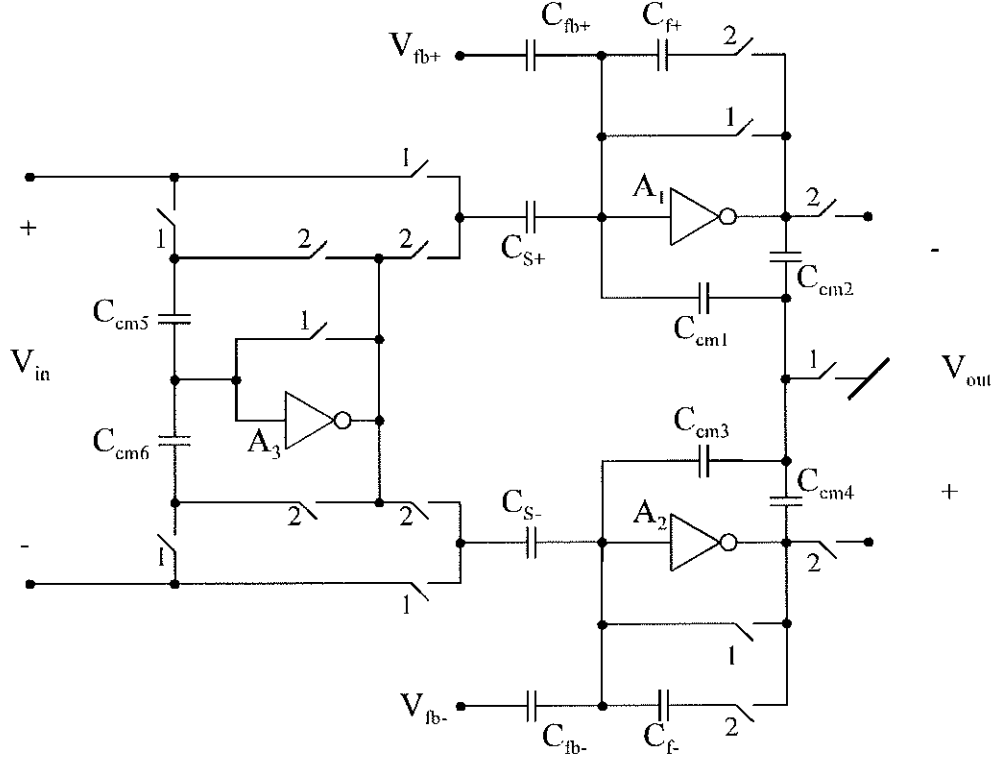 C_fb+ C_f+
V_fb+ 2
1
1 A_1
+ 1 2 2 C_S+ 2 -
C_cm5 1 C_cm1 C_cm2
V_in 1 V_out
C_cm6 A_3 C_cm3
2 2 C_S- A_2 C_cm4 +
- 1 1 2
1
V_fb- C_fb- C_f- 2